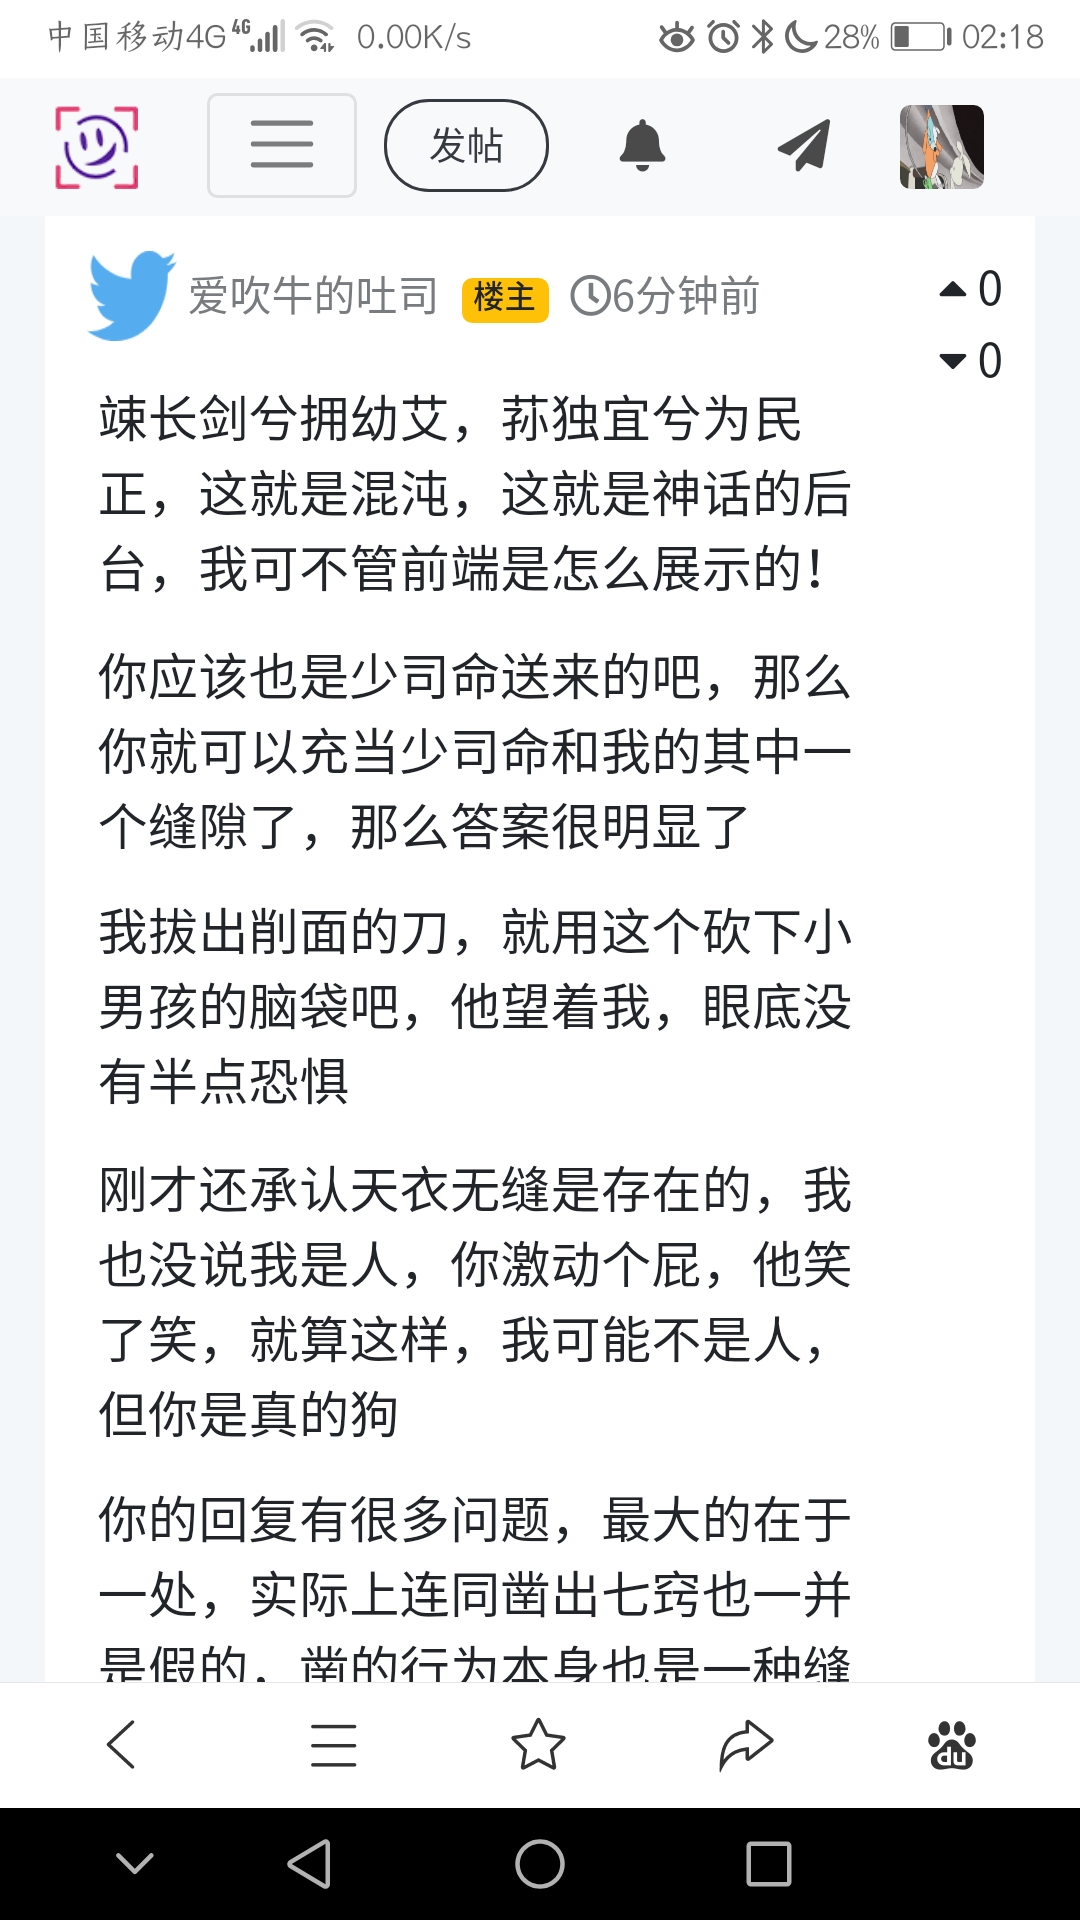 中国移动4G 4G 0.00K/s 28% 02:18
发帖
爱吹牛的吐司 楼主 6分钟前 0
0
竦长剑兮拥幼艾，荪独宜兮为民
正，这就是混沌，这就是神话的后
台，我可不管前端是怎么展示的！
你应该也是少司命送来的吧，那么
你就可以充当少司命和我的其中一
个缝隙了，那么答案很明显了
我拔出削面的刀，就用这个砍下小
男孩的脑袋吧，他望着我，眼底没
有半点恐惧
刚才还承认天衣无缝是存在的，我
也没说我是人，你激动个屁，他笑
了笑，就算这样，我可能不是人，
但你是真的狗
你的回复有很多问题，最大的在于
一处，实际上连同凿出七窍也一并
是假的，凿的行为本身也是一种缝
du